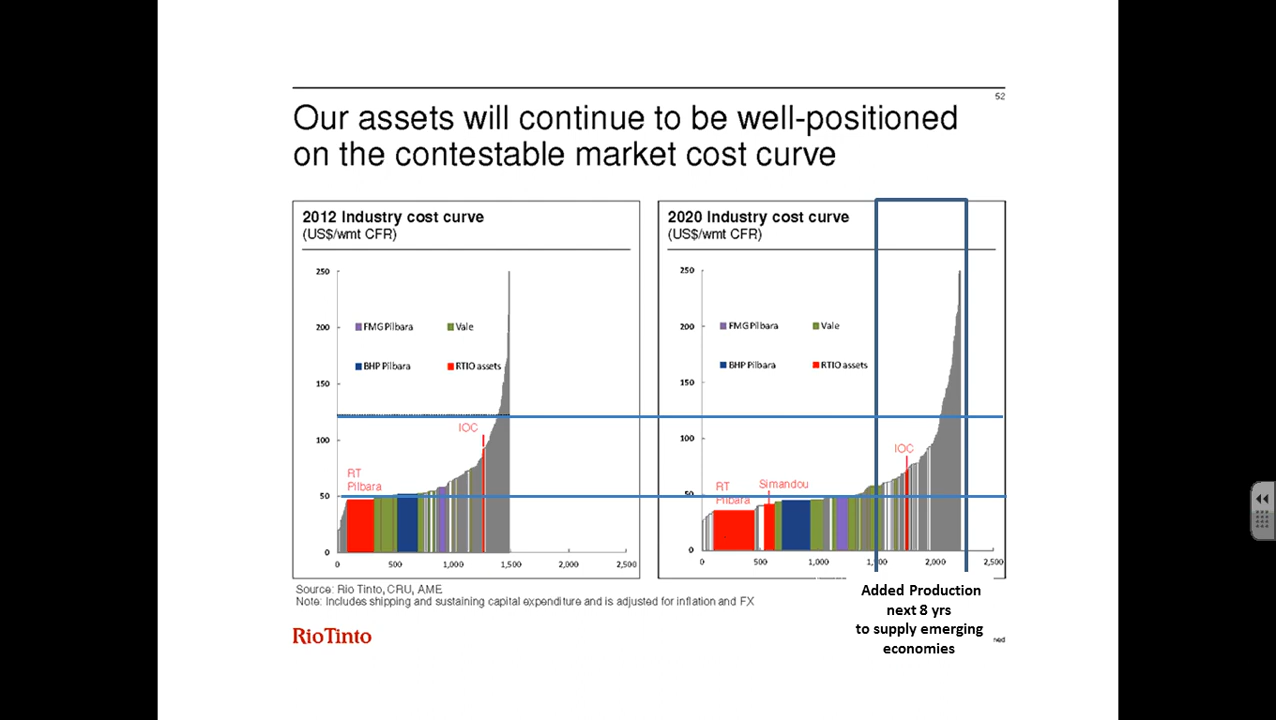 52
Our assets will continue to be well-positioned
on the contestable market cost curve
2012 Industry cost curve
(US$/wmt CFR)
250
200
150
100
50
0
FMG Pilbara
Vale
BHP Pilbara
RTIO assets
IOC
RT
Pilbara
0 500 1,000 1,500 2,000 2,500
2020 Industry cost curve
(US$/wmt CFR)
250
200
150
100
50
0
FMG Pilbara
Vale
BHP Pilbara
RTIO assets
IOC
RT
Pilbara
Simandou
0 500 1,000 1,500 2,000 2,500
Source: Rio Tinto, CRU, AME
Note: Includes shipping and sustaining capital expenditure and is adjusted for inflation and FX
Added Production
next 8 yrs
to supply emerging
economies
RioTinto